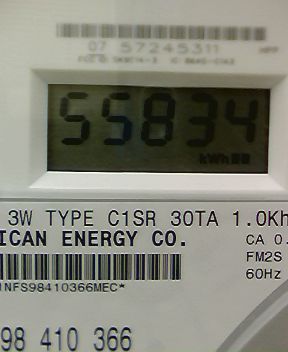 07 57245311
55834
kWh
3W TYPE C1SR 30TA 1.0Kh
ICAN ENERGY CO.
CA 0.
FM2S
60Hz
1NFS98410366MEC*
98 410 366